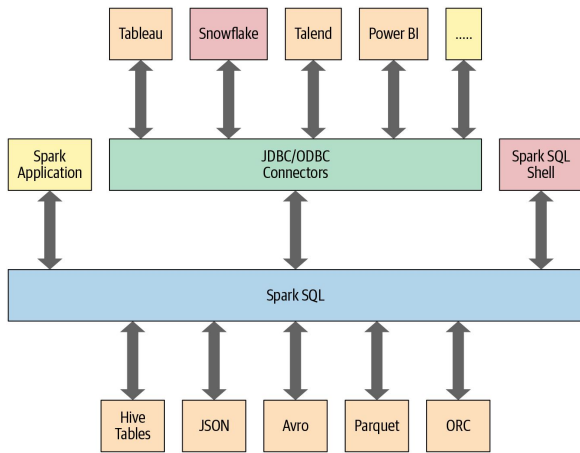 Tableau
Snowflake
Talend
Power BI
.....
Spark
Application
JDBC/ODBC
Connectors
Spark SQL
Shell
Spark SQL
Hive
Tables
JSON
Avro
Parquet
ORC